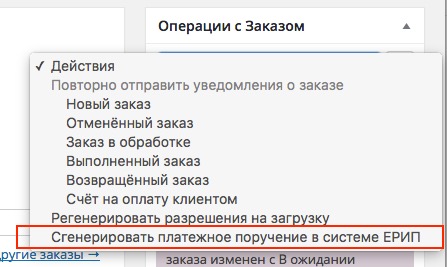 Операции с Заказом
✓ Действия
Повторно отправить уведомления о заказе
Новый заказ
Отменённый заказ
Заказ в обработке
Выполненный заказ
Возвращённый заказ
Счёт на оплату клиентом
Регенерировать разрешения на загрузку
Сгенерировать платежное поручение в системе ЕРИП
другие заказы →
заказа изменен с В ожидании